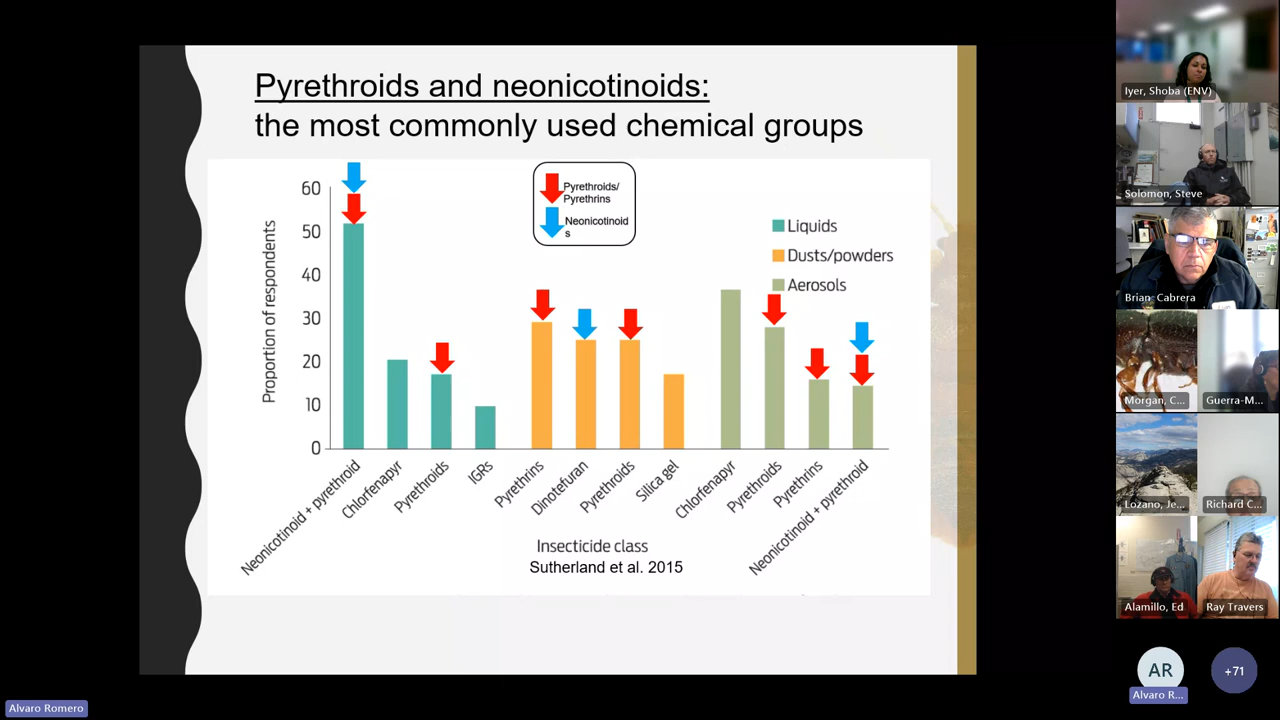 Pyrethroids and neonicotinoids:
the most commonly used chemical groups
Pyrethroids/
Pyrethrins
Neonicotinoid
s
Liquids
Dusts/powders
Aerosols
Proportion of respondents
60
50
40
30
20
10
0
Neonicotinoid + pyrethroid
Chlorfenapyr
Pyrethroids
IGRs
Pyrethrins
Dinotefuran
Pyrethroids
Silica gel
Chlorfenapyr
Pyrethroids
Pyrethrins
Neonicotinoid + pyrethroid
Insecticide class
Sutherland et al. 2015
Iyer, Shoba (ENV)
Solomon, Steve
Brian Cabrera
Morgan, C...
Guerra-M...
Lozano, Je...
Richard C...
Alamillo, Ed
Ray Travers
AR
Alvaro R...
+71
Alvaro Romero